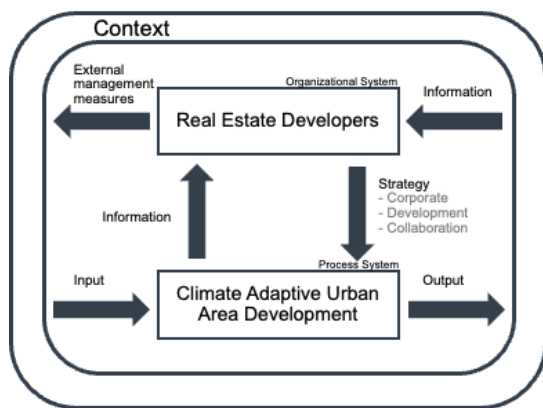 Context
External
management
measures
Organizational System
Information
Real Estate Developers
Information
Strategy
- Corporate
- Development
- Collaboration
Process System
Input
Climate Adaptive Urban
Area Development
Output